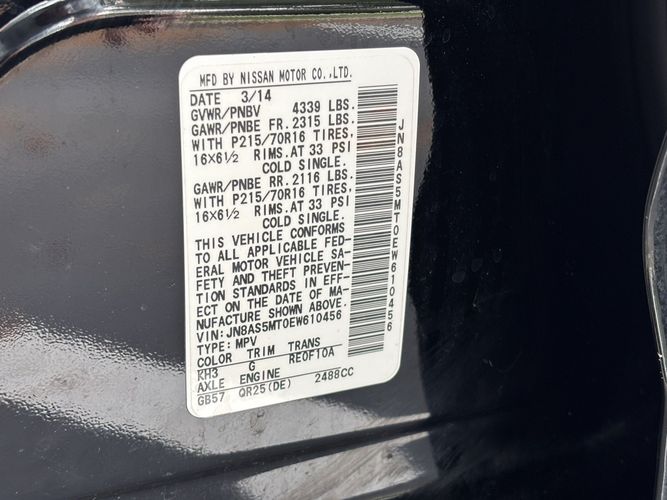 MFD BY NISSAN MOTOR CO.,LTD.
DATE 3/14
GVWR/PNBV 4339 LBS.
GAWR/PNBE FR.2315 LBS.
WITH P215/70R16 TIRES,
16×6½ RIMS.AT 33 PSI
COLD SINGLE.
GAWR/PNBE RR.2116 LBS.
WITH P215/70R16 TIRES,
16×6½ RIMS.AT 33 PSI
COLD SINGLE.
THIS VEHICLE CONFORMS
TO ALL APPLICABLE FED-
ERAL MOTOR VEHICLE SA-
FETY AND THEFT PREVEN-
TION STANDARDS IN EFF-
ECT ON THE DATE OF MA-
NUFACTURE SHOWN ABOVE.
VIN:JN8AS5MT0EW610456
TYPE:MPV
COLOR TRIM TRANS
KH3 G RE0F10A
AXLE ENGINE
GB57 QR25(DE) 2488CC
JN8AS5MT0EW610456